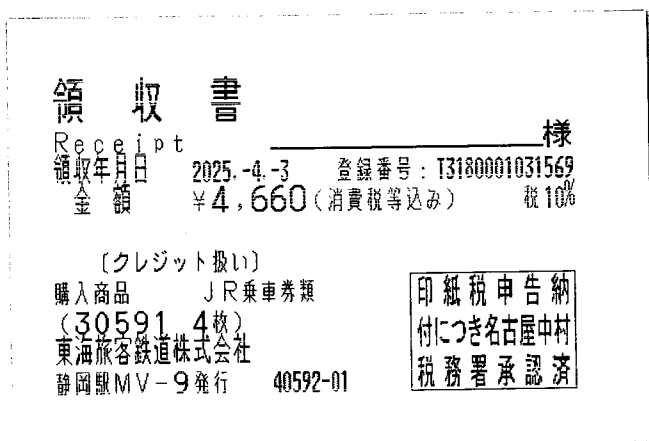 領収書
Receipt 様
領収年月日 2025.-4.-3 登録番号:T3180001031569
金額 ¥4,660(消費税等込み) 税10%
〔クレジット扱い〕
購入商品 JR乗車券類
(30591 4枚)
東海旅客鉄道株式会社
静岡駅MV-9発行 40592-01
印紙税申告納
付につき名古屋中村
税務署承認済